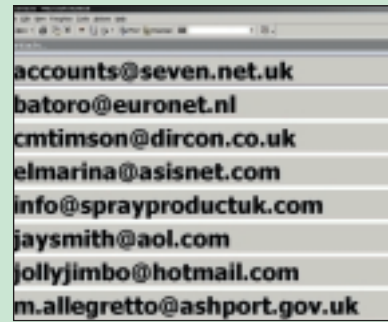 accounts@seven.net.uk
batoro@euronet.nl
cmtimson@dircon.co.uk
elmarina@asisnet.com
info@sprayproductuk.com
jaysmith@aol.com
jollyjimbo@hotmail.com
m.allegretto@ashport.gov.uk